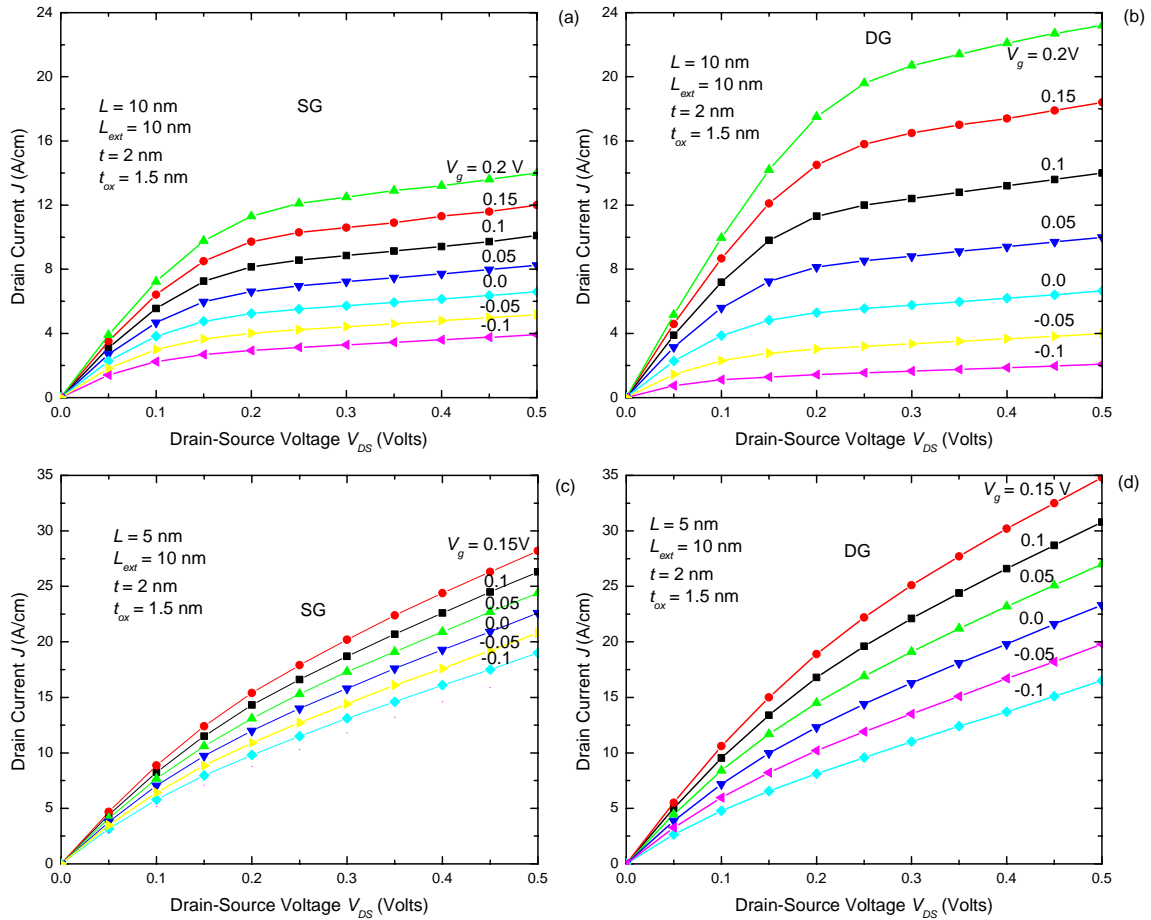 (a)
24
20
16
12
8
4
0
Drain Current J (A/cm)
L = 10 nm
L_ext = 10 nm
t = 2 nm
t_ox = 1.5 nm
SG
V_g = 0.2 V
0.15
0.1
0.05
0.0
-0.05
-0.1
0.0 0.1 0.2 0.3 0.4 0.5
Drain-Source Voltage V_DS (Volts)
(b)
24
20
16
12
8
4
0
Drain Current J (A/cm)
DG
L = 10 nm
L_ext = 10 nm
t = 2 nm
t_ox = 1.5 nm
V_g = 0.2V
0.15
0.1
0.05
0.0
-0.05
-0.1
0.0 0.1 0.2 0.3 0.4 0.5
Drain-Source Voltage V_DS (Volts)
(c)
35
30
25
20
15
10
5
0
Drain Current J (A/cm)
L = 5 nm
L_ext = 10 nm
t = 2 nm
t_ox = 1.5 nm
SG
V_g = 0.15V
0.1
0.05
0.0
-0.05
-0.1
0.0 0.1 0.2 0.3 0.4 0.5
Drain-Source Voltage V_DS (Volts)
(d)
35
30
25
20
15
10
5
0
Drain Current J (A/cm)
L = 5 nm
L_ext = 10 nm
t = 2 nm
t_ox = 1.5 nm
DG
V_g = 0.15 V
0.1
0.05
0.0
-0.05
-0.1
0.0 0.1 0.2 0.3 0.4 0.5
Drain-Source Voltage V_DS (Volts)